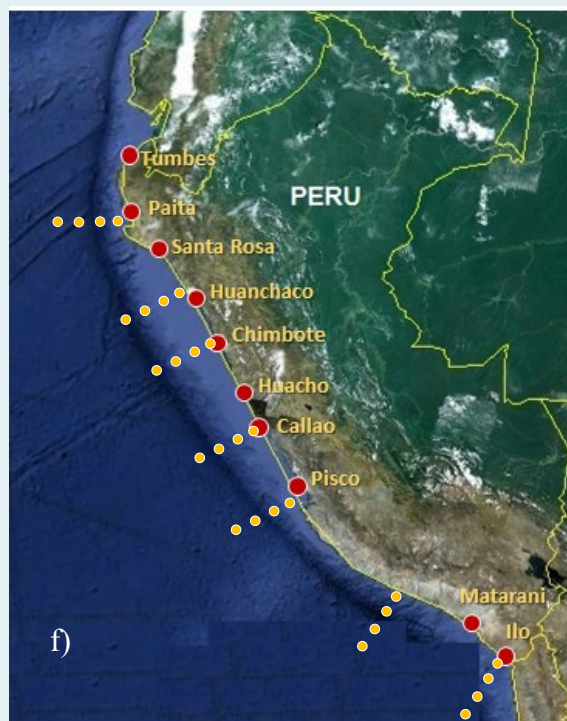 Tumbes
PERU
Paita
Santa Rosa
Huanchaco
Chimbote
Huacho
Callao
Pisco
Matarani
Ilo
f)